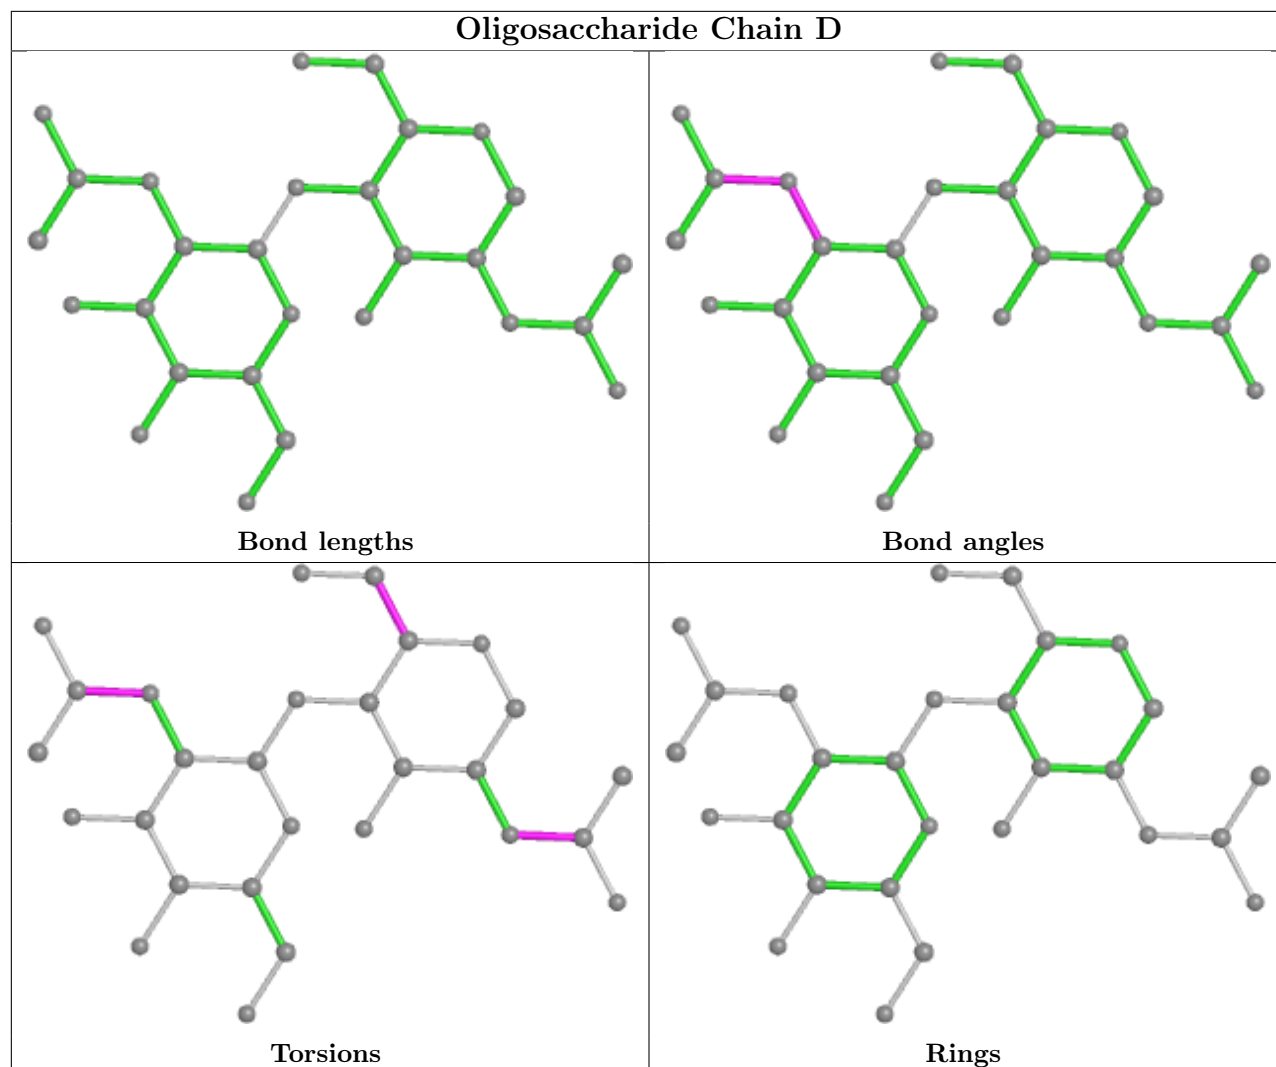 Oligosaccharide Chain D
Bond lengths
Bond angles
Torsions
Rings